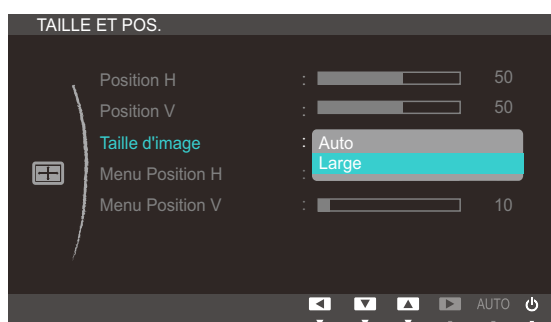 TAILLE ET POS.
Position H : 50
Position V : 50
Taille d'image : Auto
Large
Menu Position H :
Menu Position V : 10
AUTO